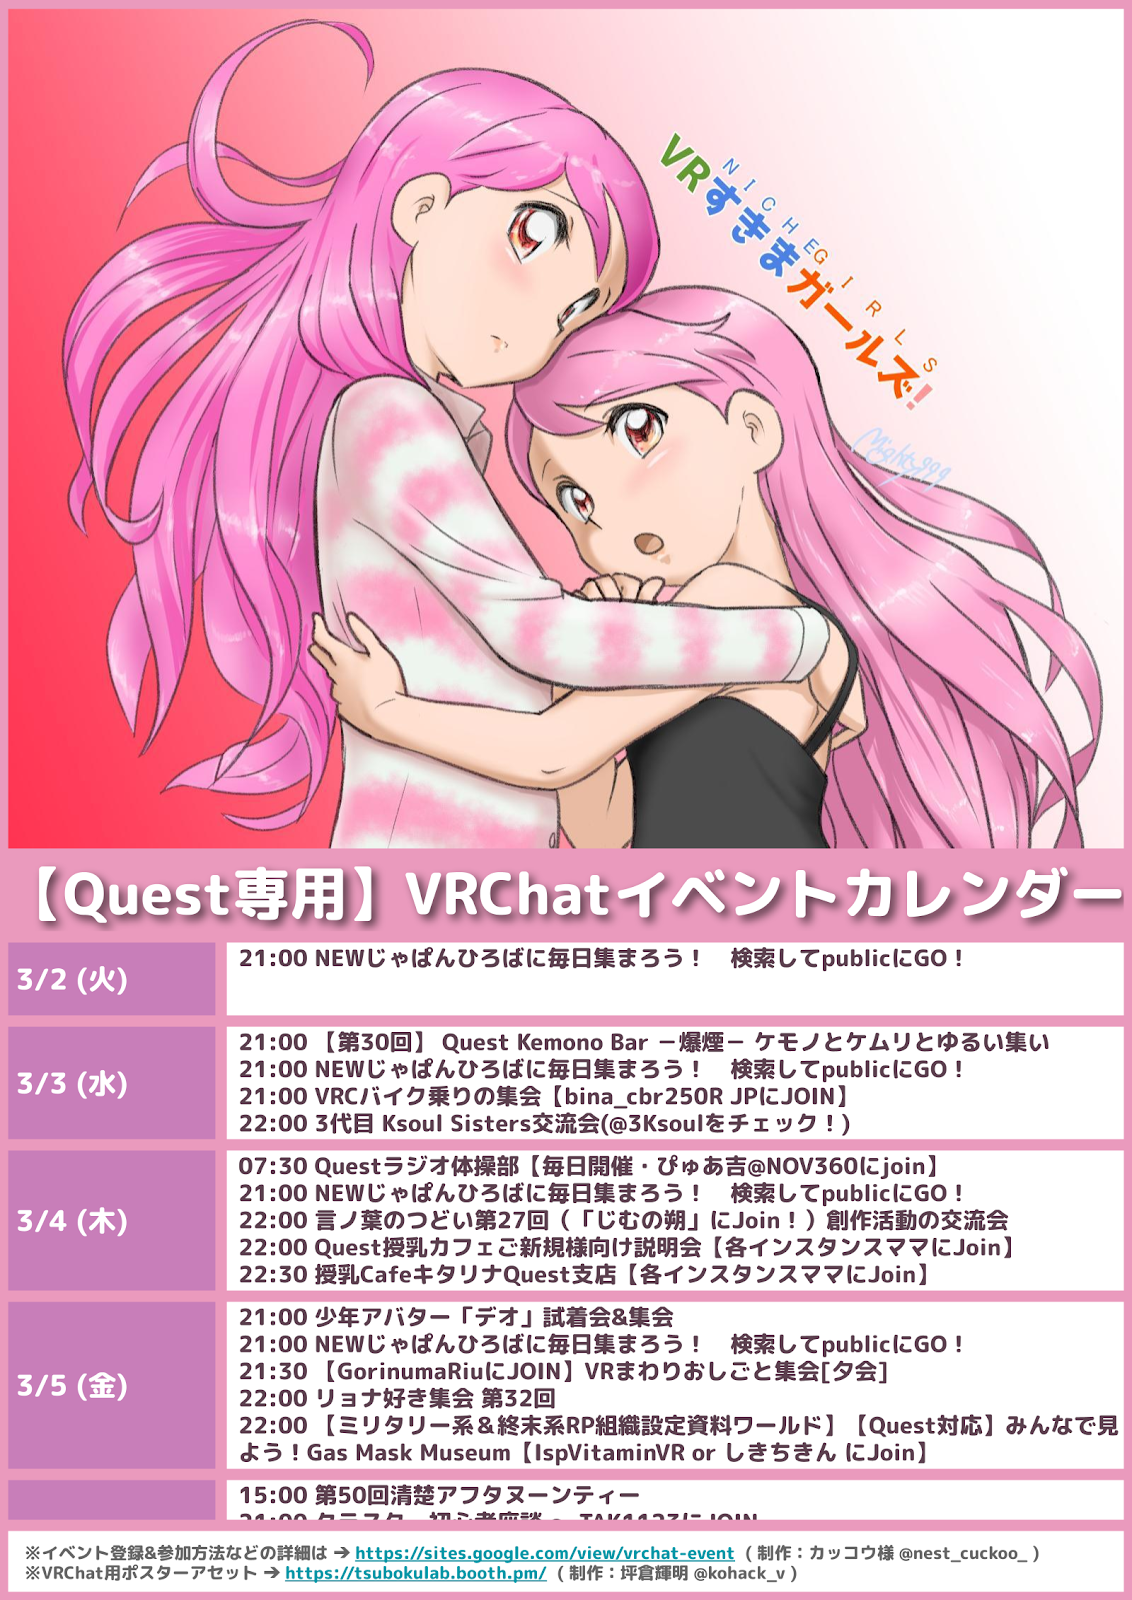 NICHE GIRLS
VRすきまガールズ!
Mighty999
【Quest専用】VRChatイベントカレンダー
3/2 (火)
21:00 NEWじゃぱんひろばに毎日集まろう！　検索してpublicにGO！
3/3 (水)
21:00 【第30回】 Quest Kemono Bar －爆煙－ ケモノとケムリとゆるい集い
21:00 NEWじゃぱんひろばに毎日集まろう！　検索してpublicにGO！
21:00 VRCバイク乗りの集会【bina_cbr250R JPにJOIN】
22:00 3代目 Ksoul Sisters交流会(@3Ksoulをチェック！)
3/4 (木)
07:30 Questラジオ体操部【毎日開催・ぴゅあ吉@NOV360にjoin】
21:00 NEWじゃぱんひろばに毎日集まろう！　検索してpublicにGO！
22:00 言ノ葉のつどい第27回（「じむの朔」にJoin！）創作活動の交流会
22:00 Quest授乳カフェご新規様向け説明会【各インスタンスママにJoin】
22:30 授乳CafeキタリナQuest支店【各インスタンスママにJoin】
3/5 (金)
21:00 少年アバター「デオ」試着会&集会
21:00 NEWじゃぱんひろばに毎日集まろう！　検索してpublicにGO！
21:30 【GorinumaRiuにJOIN】VRまわりおしごと集会[夕会]
22:00 リョナ好き集会 第32回
22:00 【ミリタリー系＆終末系RP組織設定資料ワールド】【Quest対応】みんなで見
よう！Gas Mask Museum【IspVitaminVR or しきちきん にJoin】
15:00 第50回清楚アフタヌーンティー
※イベント登録&参加方法などの詳細は ➔ https://sites.google.com/view/vrchat-event （制作：カッコウ様 @nest_cuckoo_）
※VRChat用ポスターアセット ➔ https://tsubokulab.booth.pm/ （制作：坪倉輝明 @kohack_v）